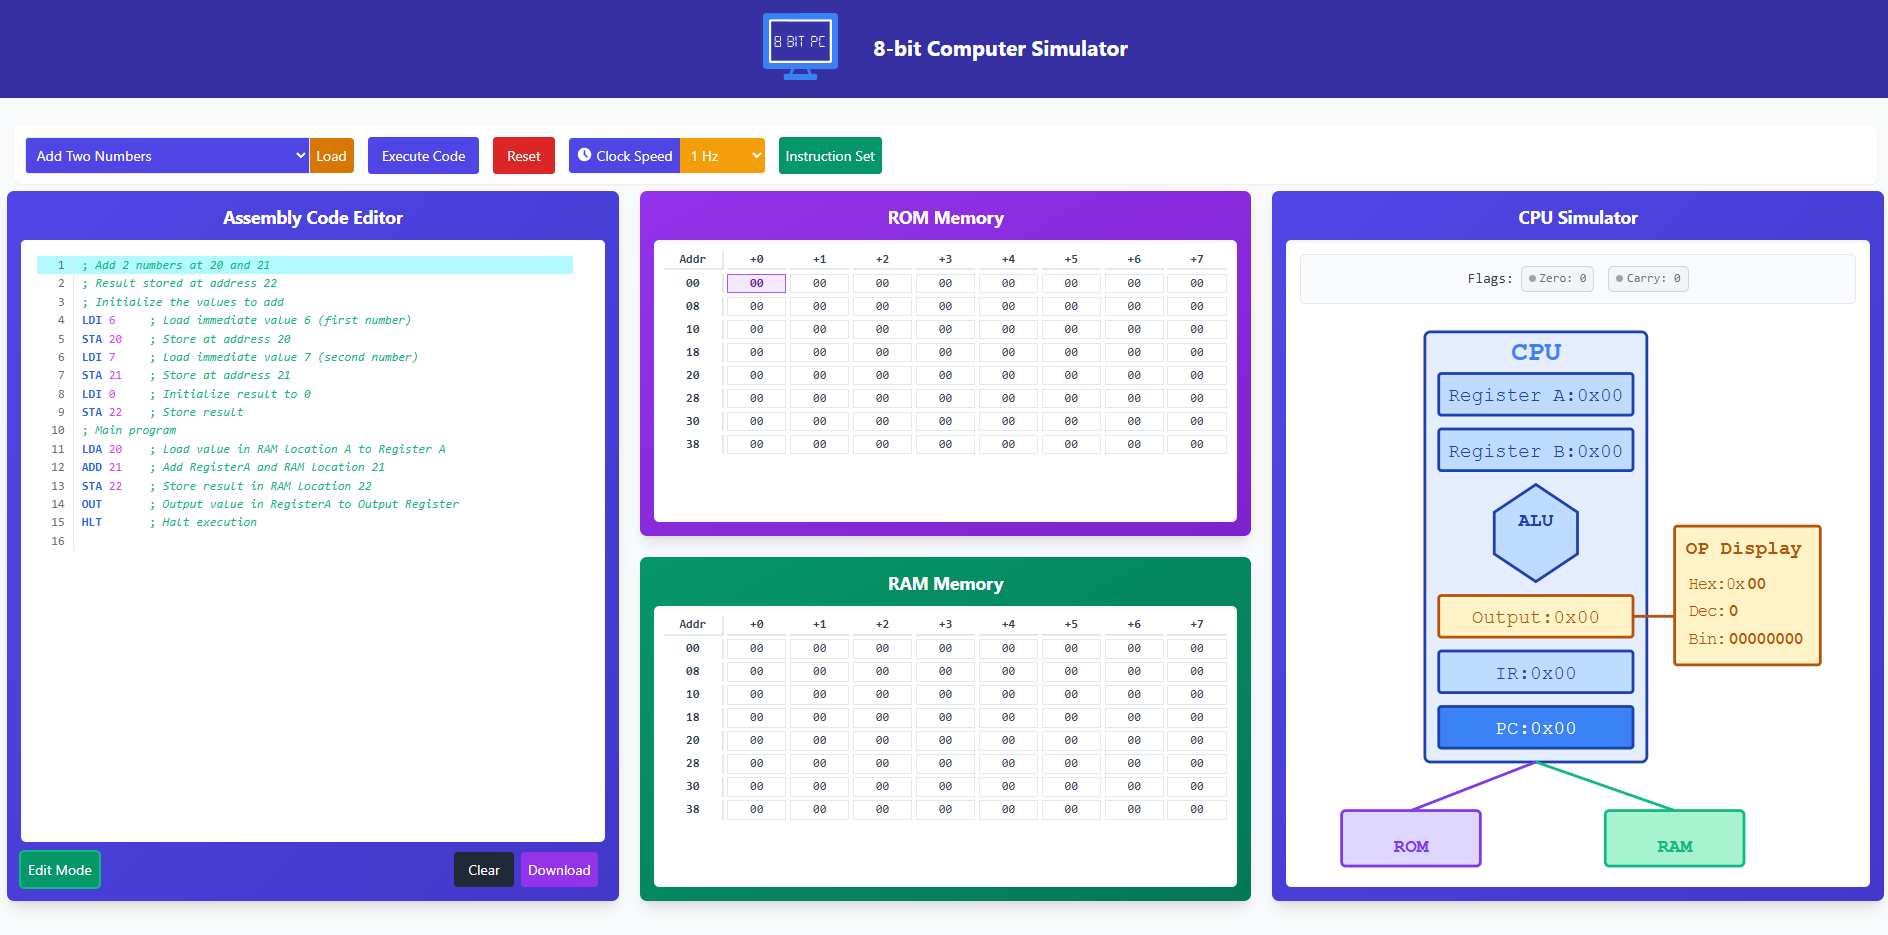 8 BIT PC
8-bit Computer Simulator
Add Two Numbers Load Execute Code Reset Clock Speed 1 Hz Instruction Set
Assembly Code Editor
1 ; Add 2 numbers at 20 and 21
2 ; Result stored at address 22
3 ; Initialize the values to add
4 LDI 6 ; Load immediate value 6 (first number)
5 STA 20 ; Store at address 20
6 LDI 7 ; Load immediate value 7 (second number)
7 STA 21 ; Store at address 21
8 LDI 0 ; Initialize result to 0
9 STA 22 ; Store result
10 ; Main program
11 LDA 20 ; Load value in RAM location A to Register A
12 ADD 21 ; Add RegisterA and RAM location 21
13 STA 22 ; Store result in RAM location 22
14 OUT ; Output value in RegisterA to Output Register
15 HLT ; Halt execution
16
Edit Mode Clear Download
ROM Memory
Addr +0 +1 +2 +3 +4 +5 +6 +7
00 00 00 00 00 00 00 00 00
08 00 00 00 00 00 00 00 00
10 00 00 00 00 00 00 00 00
18 00 00 00 00 00 00 00 00
20 00 00 00 00 00 00 00 00
28 00 00 00 00 00 00 00 00
30 00 00 00 00 00 00 00 00
38 00 00 00 00 00 00 00 00
RAM Memory
Addr +0 +1 +2 +3 +4 +5 +6 +7
00 00 00 00 00 00 00 00 00
08 00 00 00 00 00 00 00 00
10 00 00 00 00 00 00 00 00
18 00 00 00 00 00 00 00 00
20 00 00 00 00 00 00 00 00
28 00 00 00 00 00 00 00 00
30 00 00 00 00 00 00 00 00
38 00 00 00 00 00 00 00 00
CPU Simulator
Flags: Zero: 0 Carry: 0
CPU
Register A:0x00
Register B:0x00
ALU
Output:0x00
IR:0x00
PC:0x00
OP Display
Hex:0x00
Dec:0
Bin:00000000
ROM
RAM